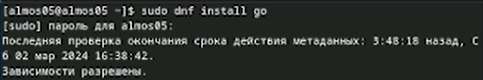 [almos05@almos05 ~]$ sudo dnf install go
[sudo] пароль для almos05:
Последняя проверка окончания срока действия метаданных: 3:48:18 назад, С
б 02 мар 2024 16:38:42.
Зависимости разрешены.